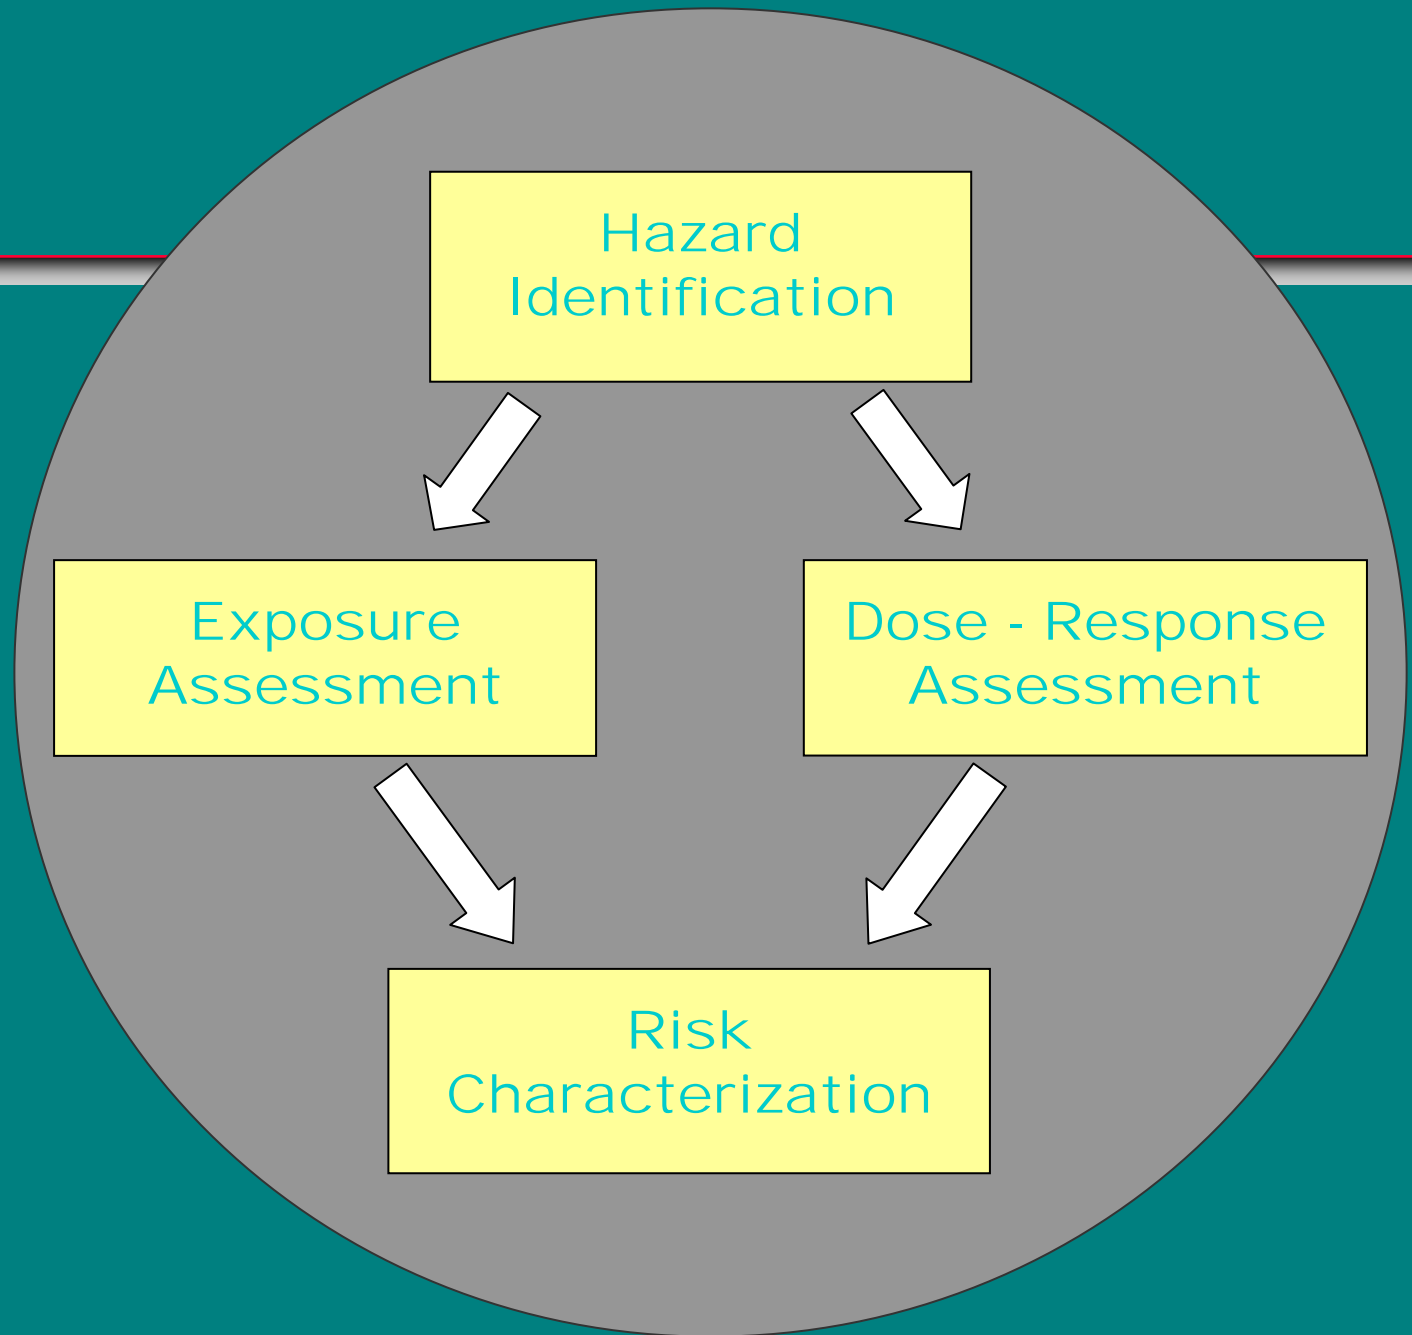 Hazard
Identification
Exposure
Assessment
Dose - Response
Assessment
Risk
Characterization